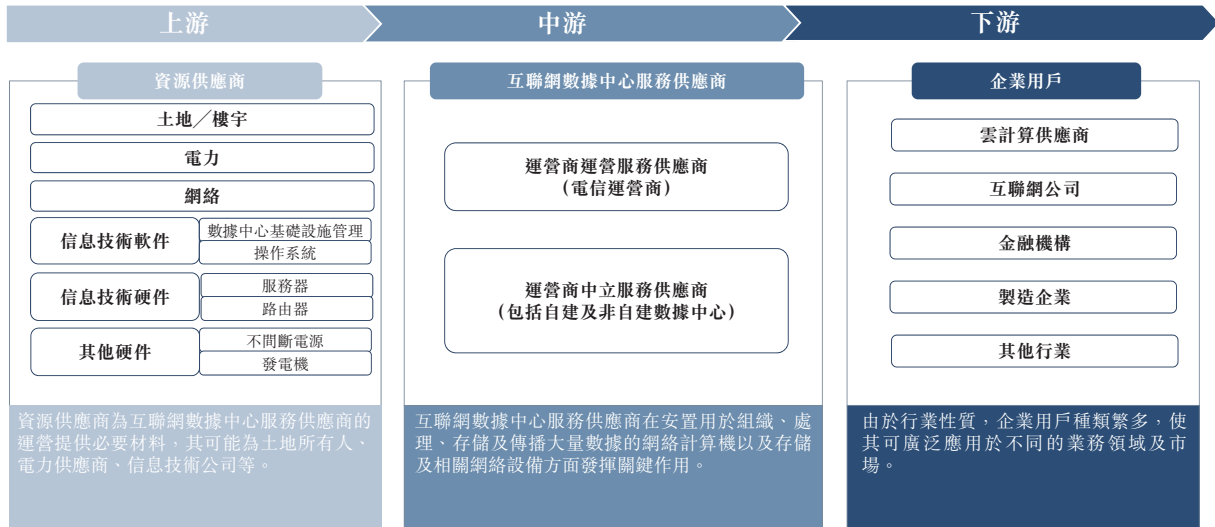 上游
中游
下游
資源供應商
土地／樓宇
電力
網絡
信息技術軟件
數據中心基礎設施管理
操作系統
信息技術硬件
服務器
路由器
其他硬件
不間斷電源
發電機
資源供應商為互聯網數據中心服務供應商的
運營提供必要材料，其可能為土地所有人、
電力供應商、信息技術公司等。
互聯網數據中心服務供應商
運營商運營服務供應商
（電信運營商）
運營商中立服務供應商
（包括自建及非自建數據中心）
互聯網數據中心服務供應商在安置用於組織、處
理、存儲及傳播大量數據的網絡計算機以及存儲
及相關網絡設備方面發揮關鍵作用。
企業用戶
雲計算供應商
互聯網公司
金融機構
製造企業
其他行業
由於行業性質，企業用戶種類繁多，使
其可廣泛應用於不同的業務領域及市
場。